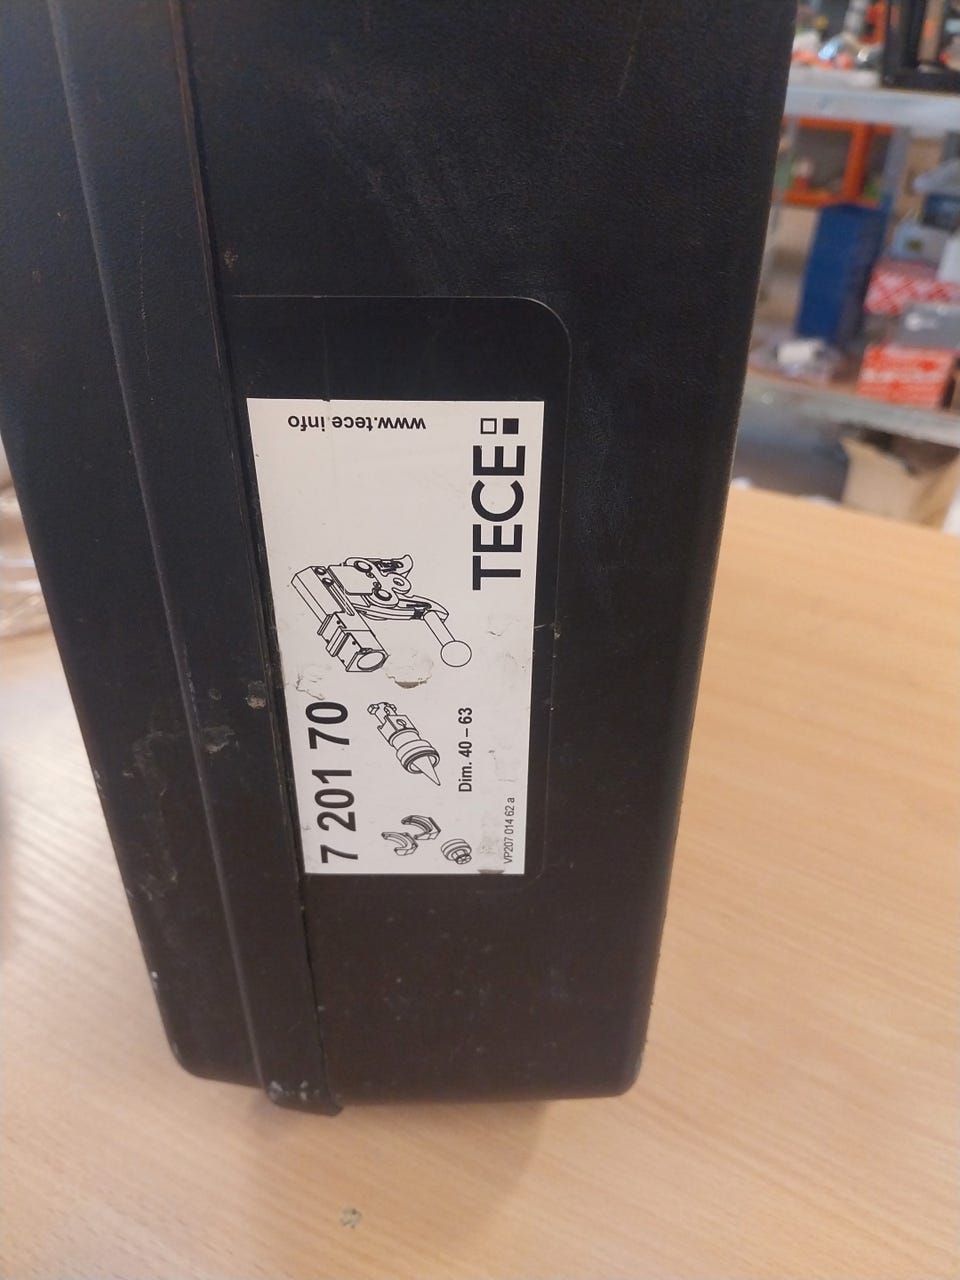 7 201 70
Dim. 40 – 63
VP207 014 62 a
TECE
www.tece.info